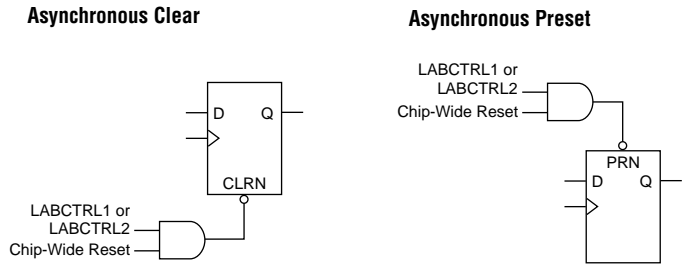 Asynchronous Clear
D Q
CLRN
LABCTRL1 or
LABCTRL2
Chip-Wide Reset
Asynchronous Preset
LABCTRL1 or
LABCTRL2
Chip-Wide Reset
PRN
D Q